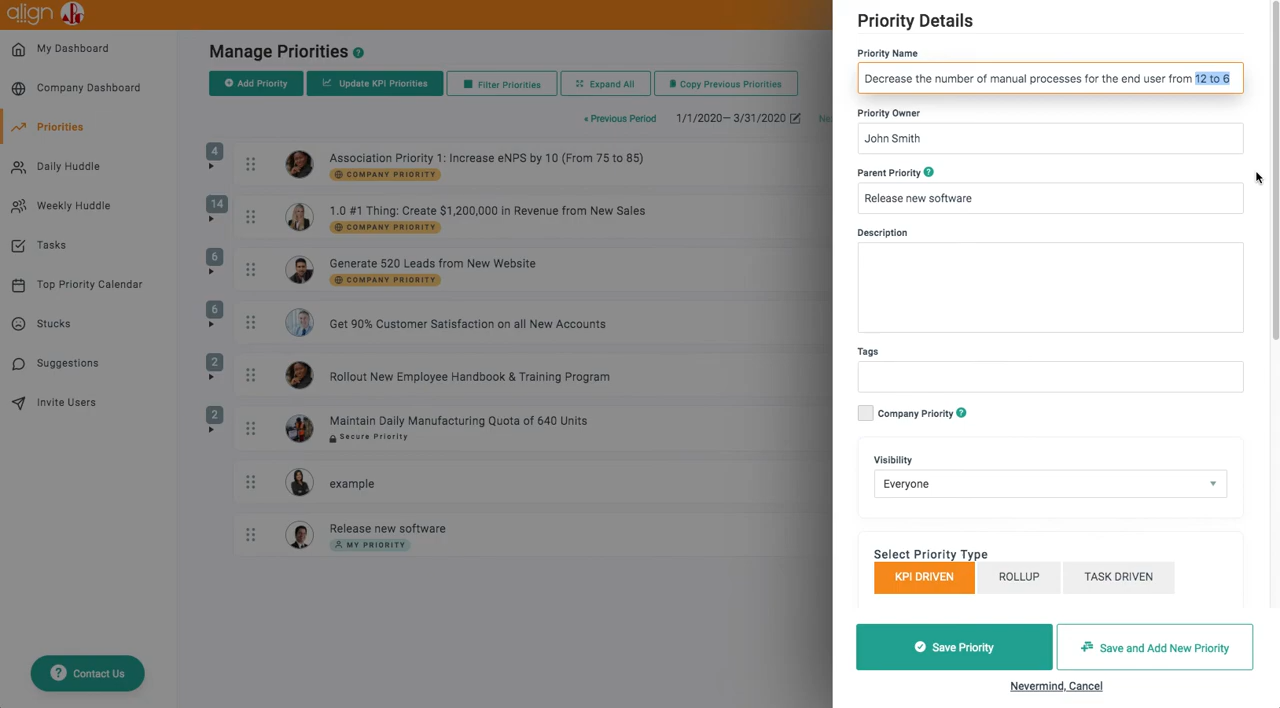 align
My Dashboard
Company Dashboard
Priorities
Daily Huddle
Weekly Huddle
Tasks
Top Priority Calendar
Stucks
Suggestions
Invite Users
? Contact Us
Manage Priorities ?
Add Priority
Update KPI Priorities
Filter Priorities
Expand All
Copy Previous Priorities
« Previous Period 1/1/2020— 3/31/2020 Ne
4
Association Priority 1: Increase eNPS by 10 (From 75 to 85)
COMPANY PRIORITY
14
1.0 #1 Thing: Create $1,200,000 in Revenue from New Sales
COMPANY PRIORITY
6
Generate 520 Leads from New Website
COMPANY PRIORITY
6
Get 90% Customer Satisfaction on all New Accounts
2
Rollout New Employee Handbook & Training Program
2
Maintain Daily Manufacturing Quota of 640 Units
Secure Priority
example
Release new software
MY PRIORITY
Priority Details
Priority Name
Decrease the number of manual processes for the end user from 12 to 6
Priority Owner
John Smith
Parent Priority ?
Release new software
Description
Tags
Company Priority ?
Visibility
Everyone
Select Priority Type
KPI DRIVEN
ROLLUP
TASK DRIVEN
Save Priority
Save and Add New Priority
Nevermind, Cancel